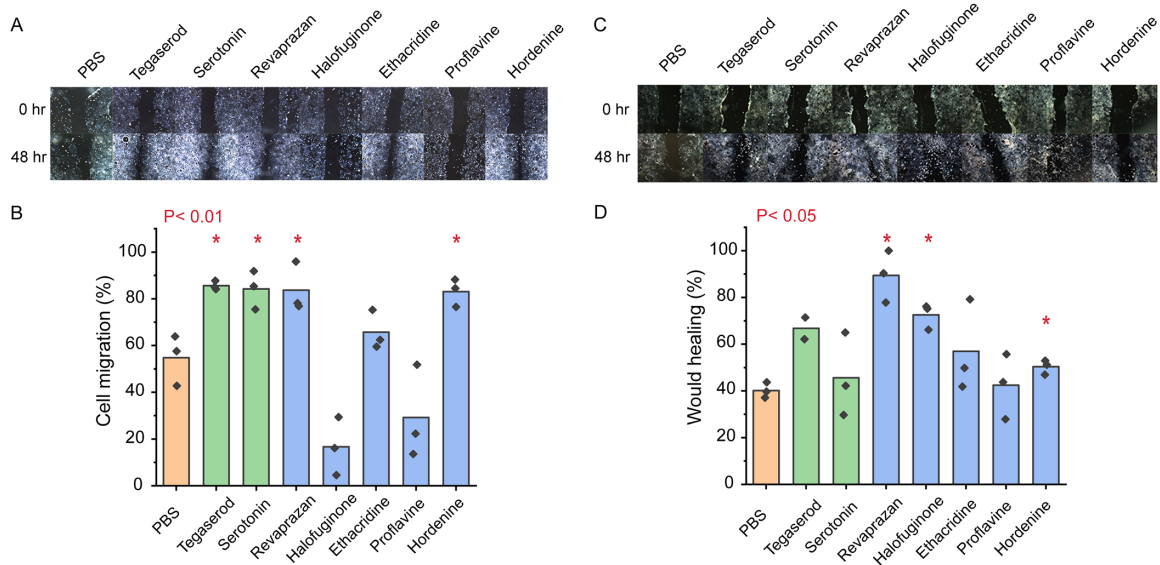 A
PBS
Tegaserod
Serotonin
Revaprazan
Halofuginone
Ethacridine
Proflavine
Hordenine
0 hr
48 hr
B
P< 0.01
* * * *
Cell migration (%)
100
80
60
40
20
0
PBS
Tegaserod
Serotonin
Revaprazan
Halofuginone
Ethacridine
Proflavine
Hordenine
C
PBS
Tegaserod
Serotonin
Revaprazan
Halofuginone
Ethacridine
Proflavine
Hordenine
0 hr
48 hr
D
P< 0.05
* * *
Would healing (%)
100
80
60
40
20
0
PBS
Tegaserod
Serotonin
Revaprazan
Halofuginone
Ethacridine
Proflavine
Hordenine